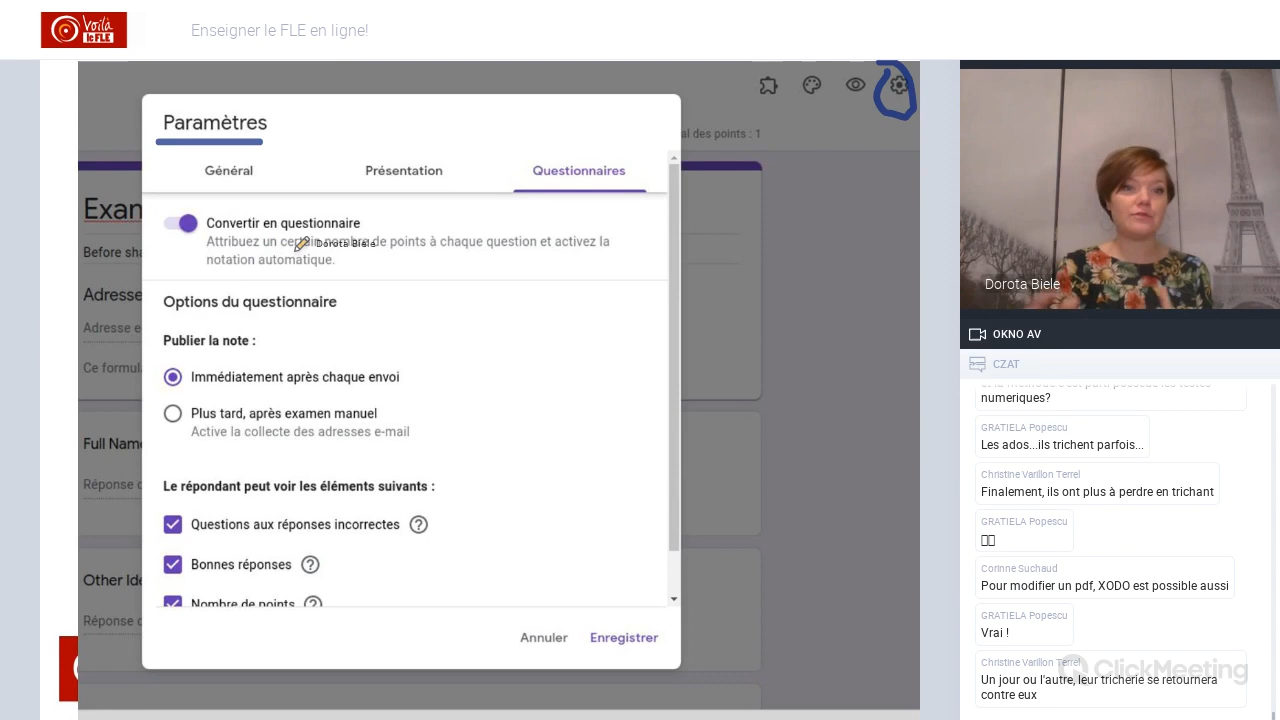 Voilà
le FLE
Enseigner le FLE en ligne!
al des points : 1
Paramètres
Général
Présentation
Questionnaires
Exan
Convertir en questionnaire
Attribuez un certain nombre de points à chaque question et activez la
notation automatique.
Dorota Biele
Before sha
Options du questionnaire
Adresse
Adresse e
Publier la note :
Ce formul
Immédiatement après chaque envoi
Plus tard, après examen manuel
Active la collecte des adresses e-mail
Full Nam
Réponse c
Le répondant peut voir les éléments suivants :
Questions aux réponses incorrectes
Bonnes réponses
Other Ide
Nombre de points
Réponse c
Annuler
Enregistrer
Dorota Biele
OKNO AV
CZAT
numeriques?
GRATIELA Popescu
Les ados...ils trichent parfois...
Christine Varillon Terrel
Finalement, ils ont plus à perdre en trichant
GRATIELA Popescu
Corinne Suchaud
Pour modifier un pdf, XODO est possible aussi
GRATIELA Popescu
Vrai !
Christine Varillon Terrel
ClickMeeting
Un jour ou l'autre, leur tricherie se retournera
contre eux